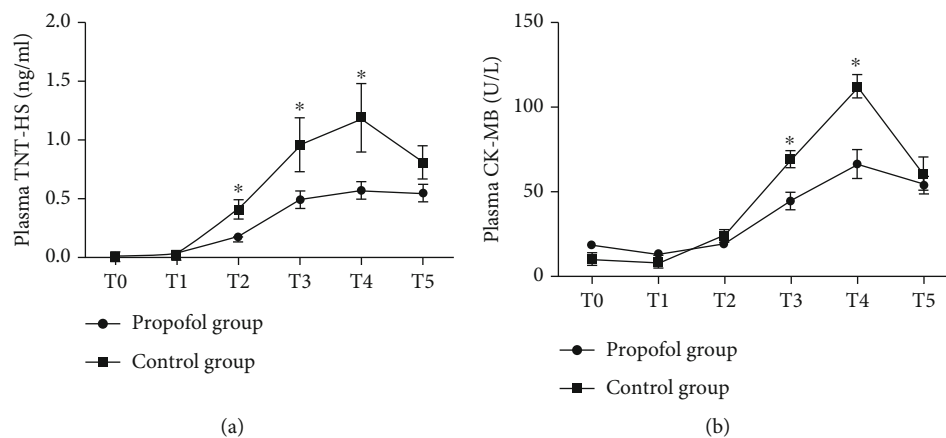 (a)
Plasma TNT-HS (ng/ml)
2.0
1.5
1.0
0.5
0.0
*
*
*
T0 T1 T2 T3 T4 T5
Propofol group
Control group
(b)
Plasma CK-MB (U/L)
150
100
50
0
*
*
T0 T1 T2 T3 T4 T5
Propofol group
Control group